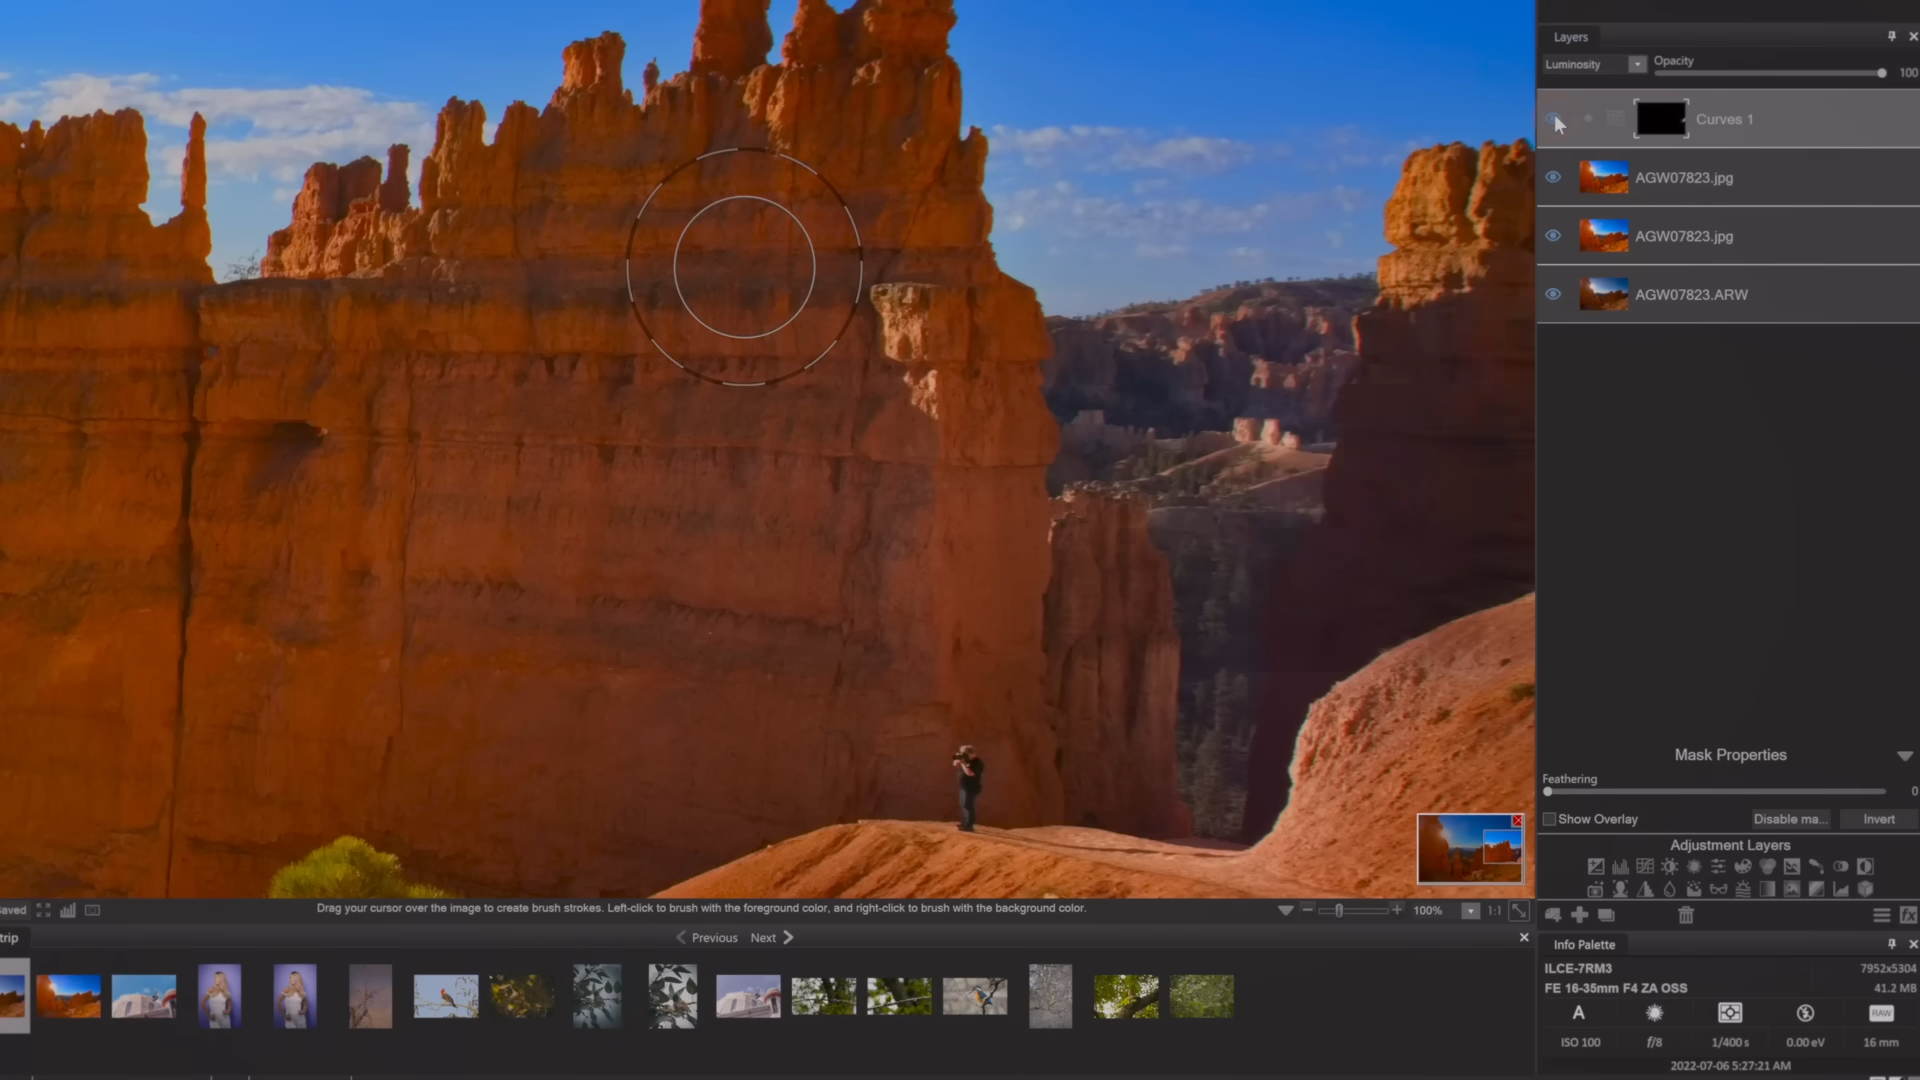 Layers
Luminosity
Opacity
100
Curves 1
AGW07823.jpg
AGW07823.jpg
AGW07823.ARW
Mask Properties
Feathering
0
Show Overlay
Disable ma...
Invert
Adjustment Layers
aved
Drag your cursor over the image to create brush strokes. Left-click to brush with the foreground color, and right-click to brush with the background color.
100%
1:1
fx
trip
Previous
Next
Info Palette
ILCE-7RM3
7952x5304
FE 16-35mm F4 ZA OSS
41.2 MB
A
RAW
ISO 100
f/8
1/400 s
0.00 eV
16 mm
2022-07-06 5:27:21 AM